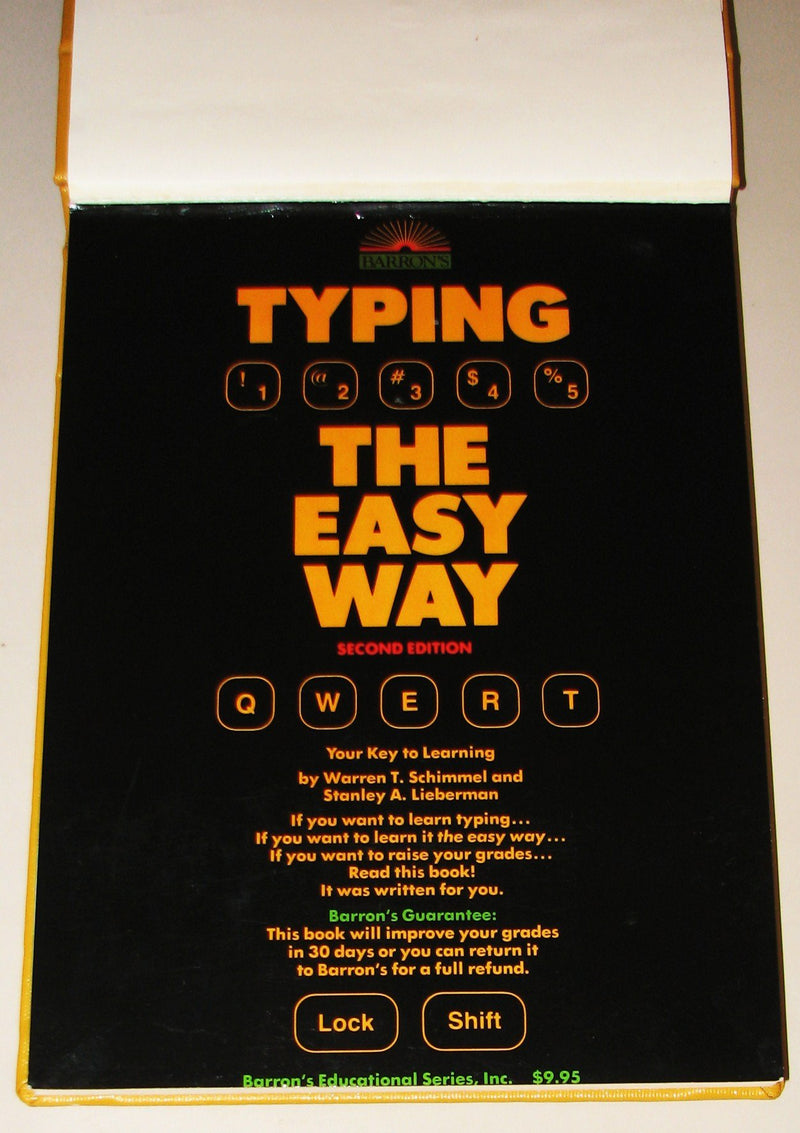 BARRON'S
TYPING
! 1 @ 2 # 3 $ 4 % 5
THE
EASY
WAY
SECOND EDITION
Q W E R T
Your Key to Learning
by Warren T. Schimmel and
Stanley A. Lieberman
If you want to learn typing...
If you want to learn it the easy way...
If you want to raise your grades...
Read this book!
It was written for you.
Barron's Guarantee:
This book will improve your grades
in 30 days or you can return it
to Barron's for a full refund.
Lock Shift
Barron's Educational Series, Inc. $9.95